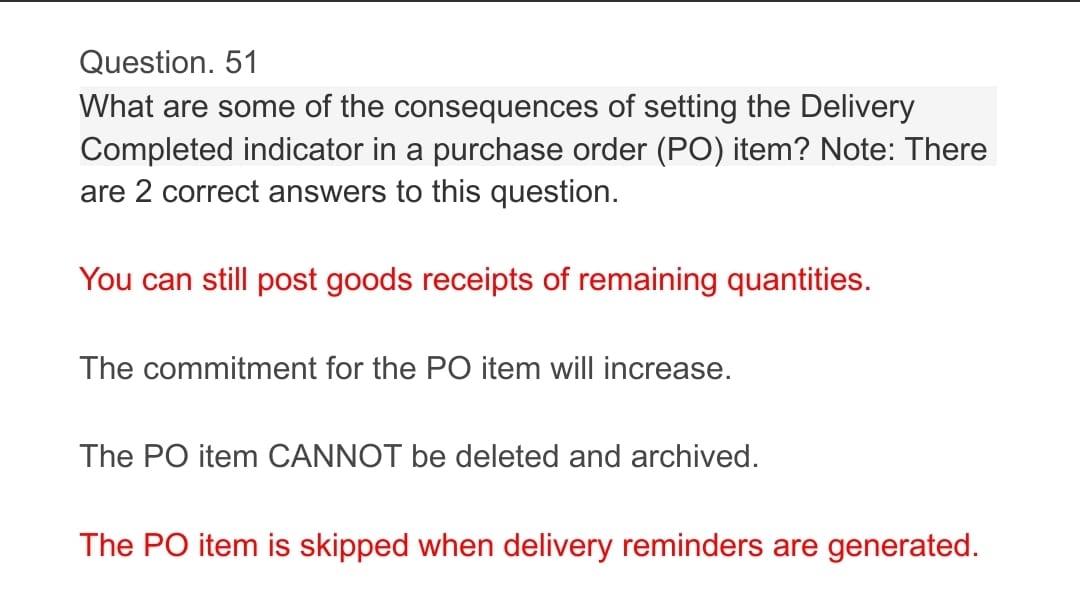 Question. 51
What are some of the consequences of setting the Delivery
Completed indicator in a purchase order (PO) item? Note: There
are 2 correct answers to this question.
You can still post goods receipts of remaining quantities.
The commitment for the PO item will increase.
The PO item CANNOT be deleted and archived.
The PO item is skipped when delivery reminders are generated.